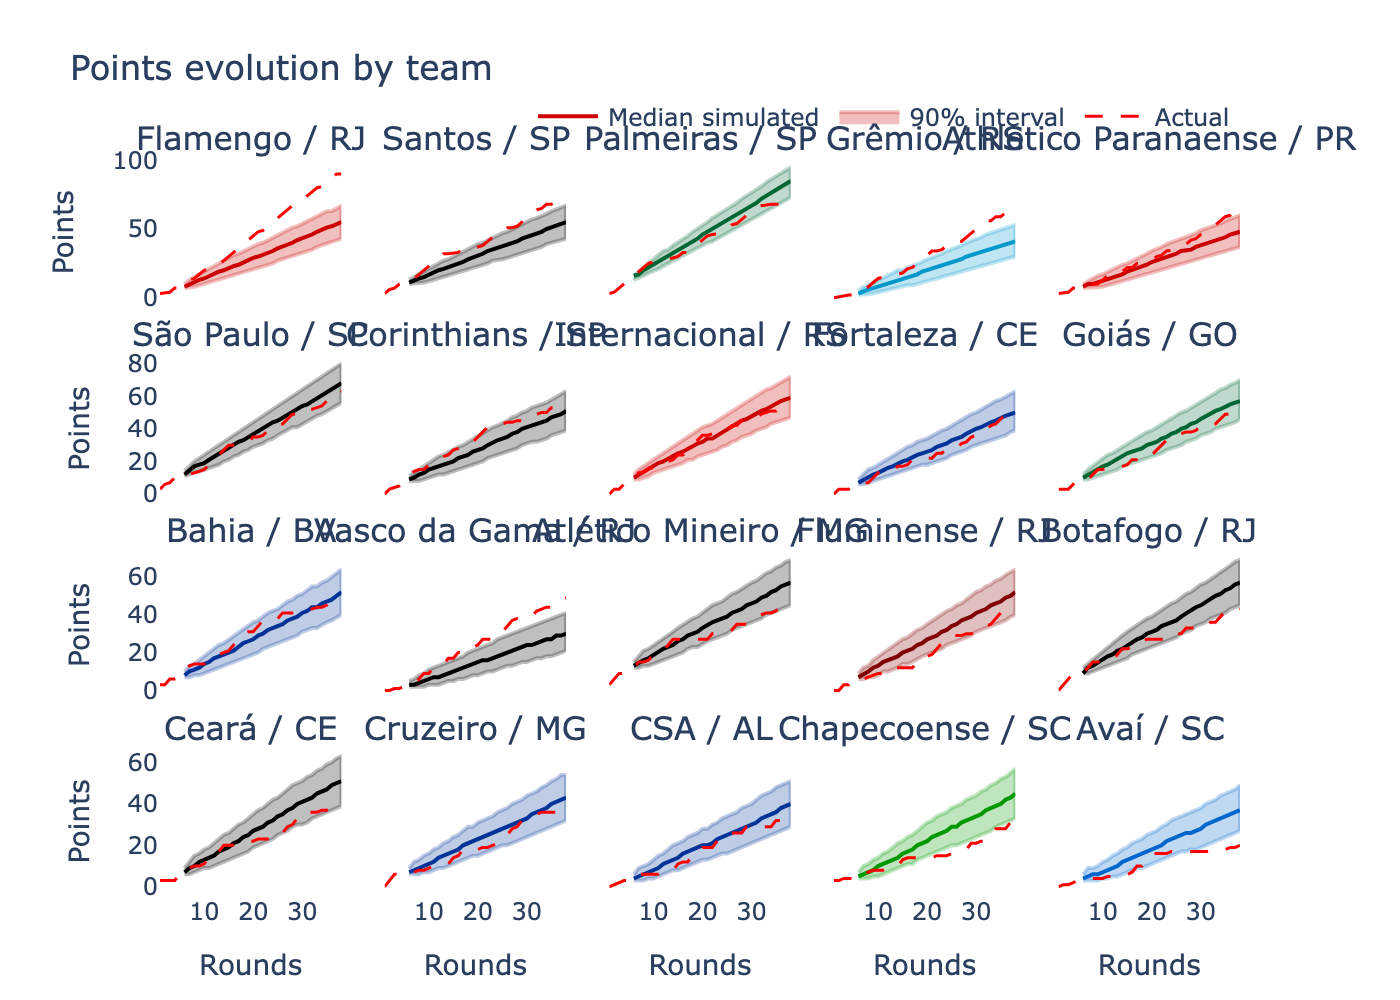 Points evolution by team
Median simulated 90% interval Actual
Flamengo / RJ Santos / SP Palmeiras / SP Grêmio / RS Athletico Paranaense / PR
100
50
0
Points
São Paulo / SP Corinthians / SP Internacional / RS Fortaleza / CE Goiás / GO
80
60
40
20
0
Points
Bahia / BA Vasco da Gama / RJ Atlético Mineiro / MG Fluminense / RJ Botafogo / RJ
60
40
20
0
Points
Ceará / CE Cruzeiro / MG CSA / AL Chapecoense / SC Avaí / SC
60
40
20
0
Points
10 20 30 10 20 30 10 20 30 10 20 30 10 20 30
Rounds Rounds Rounds Rounds Rounds